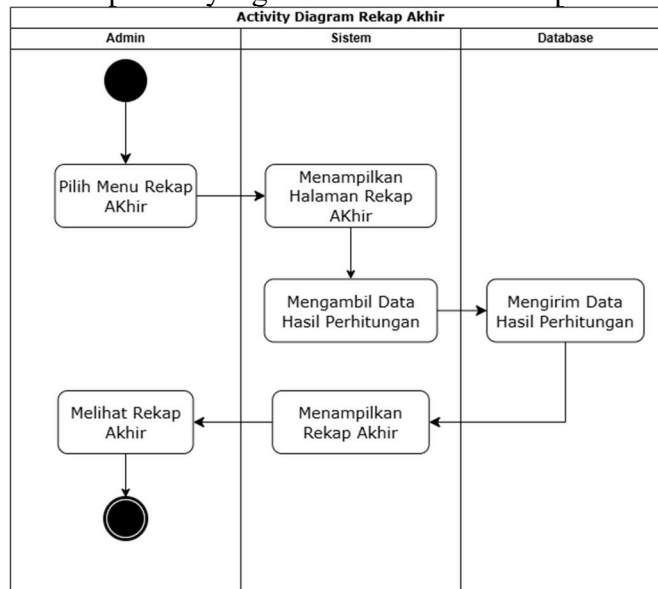 Activity Diagram Rekap Akhir
Admin
Sistem
Database
Pilih Menu Rekap
AKhir
Menampilkan
Halaman Rekap
AKhir
Mengambil Data
Hasil Perhitungan
Mengirim Data
Hasil Perhitungan
Melihat Rekap
Akhir
Menampilkan
Rekap Akhir